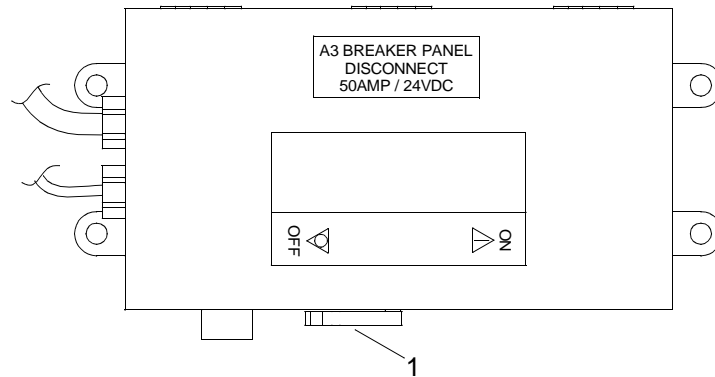 A3 BREAKER PANEL
DISCONNECT
50AMP / 24VDC
OFF
ON
1